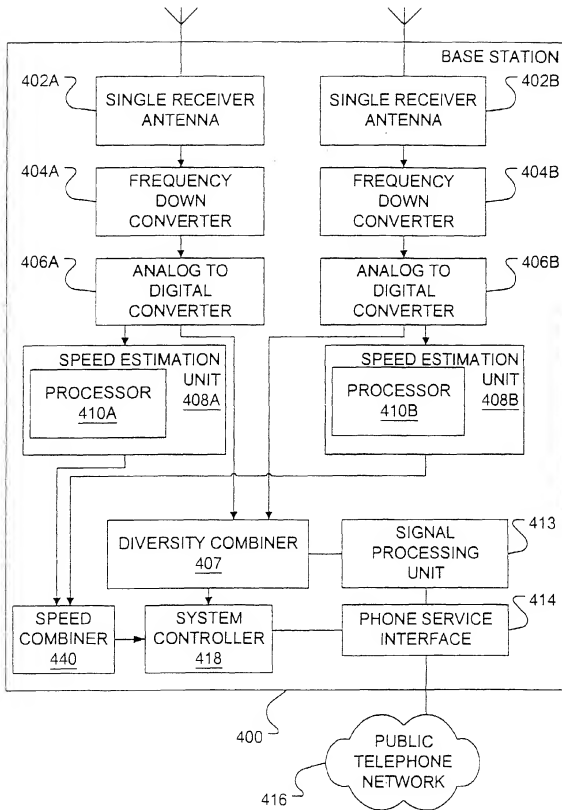 BASE STATION
402A
SINGLE RECEIVER
ANTENNA
SINGLE RECEIVER
ANTENNA
402B
404A
FREQUENCY
DOWN
CONVERTER
FREQUENCY
DOWN
CONVERTER
404B
406A
ANALOG TO
DIGITAL
CONVERTER
ANALOG TO
DIGITAL
CONVERTER
406B
SPEED ESTIMATION
UNIT
408A
PROCESSOR
410A
SPEED ESTIMATION
UNIT
408B
PROCESSOR
410B
DIVERSITY COMBINER
407
SIGNAL
PROCESSING
UNIT
413
SPEED
COMBINER
440
SYSTEM
CONTROLLER
418
PHONE SERVICE
INTERFACE
414
400
PUBLIC
TELEPHONE
NETWORK
416